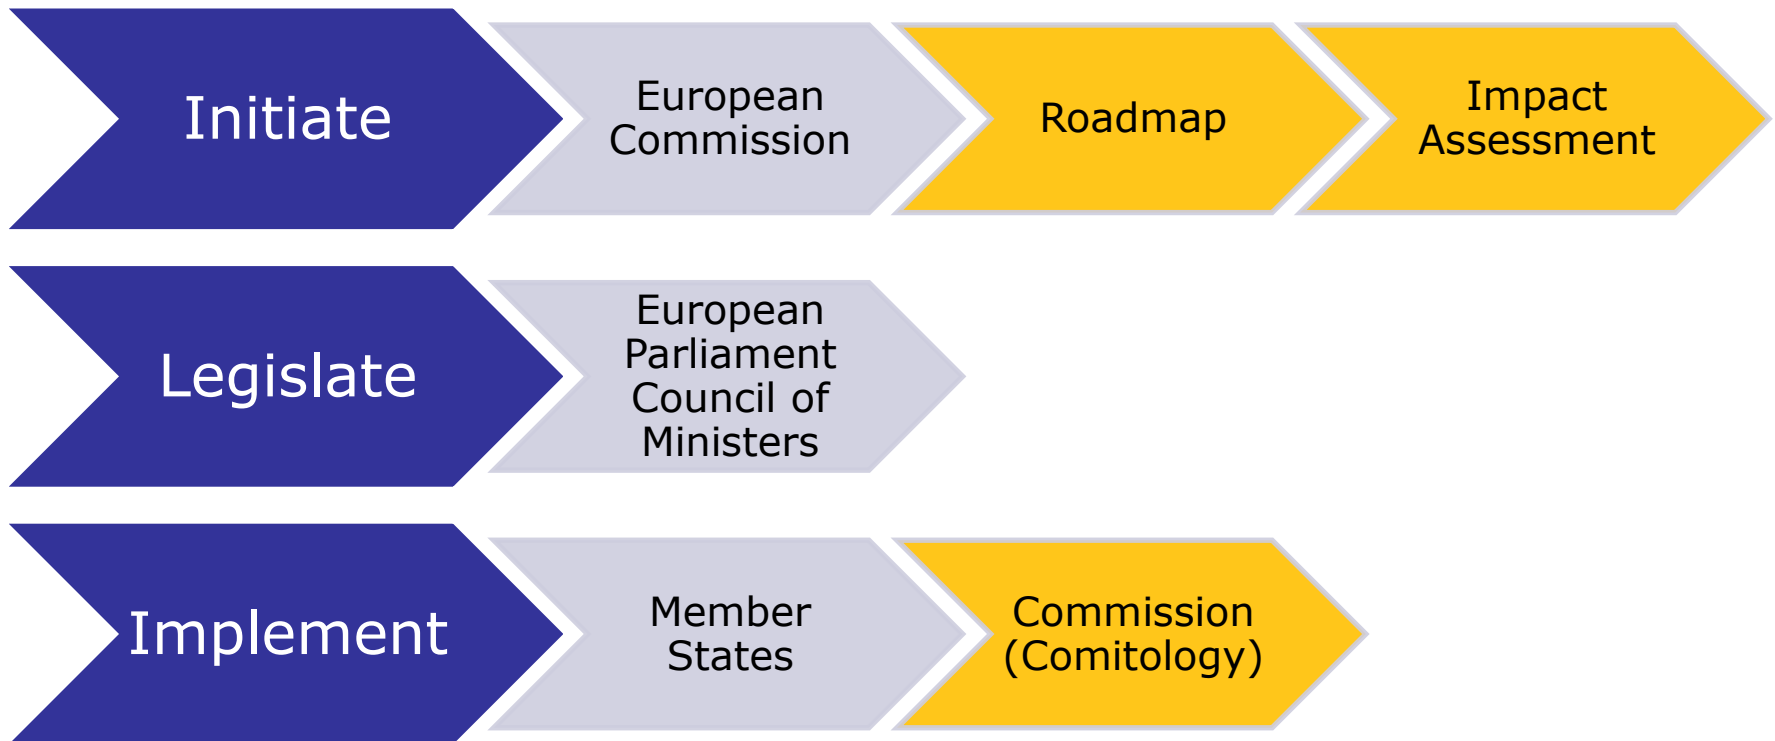 Initiate
European
Commission
Roadmap
Impact
Assessment
Legislate
European
Parliament
Council of
Ministers
Implement
Member
States
Commission
(Comitology)